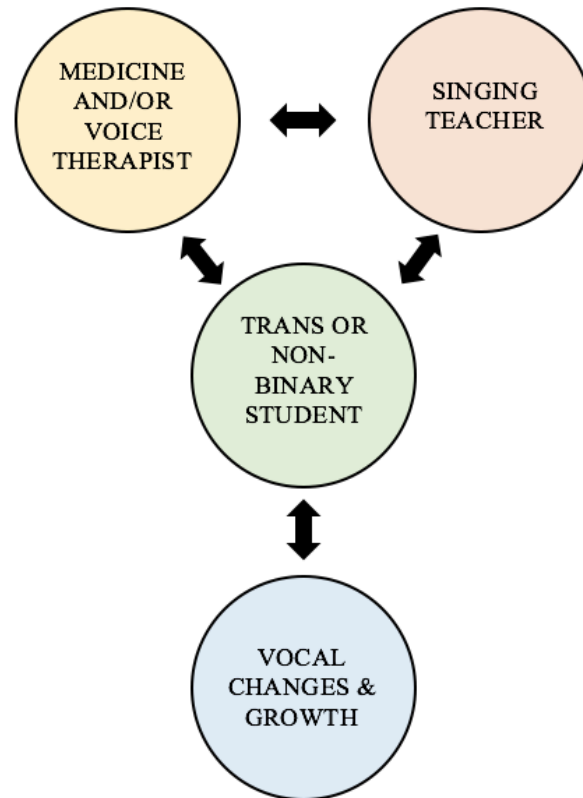 MEDICINE
AND/OR
VOICE
THERAPIST
SINGING
TEACHER
TRANS OR
NON-
BINARY
STUDENT
VOCAL
CHANGES &
GROWTH